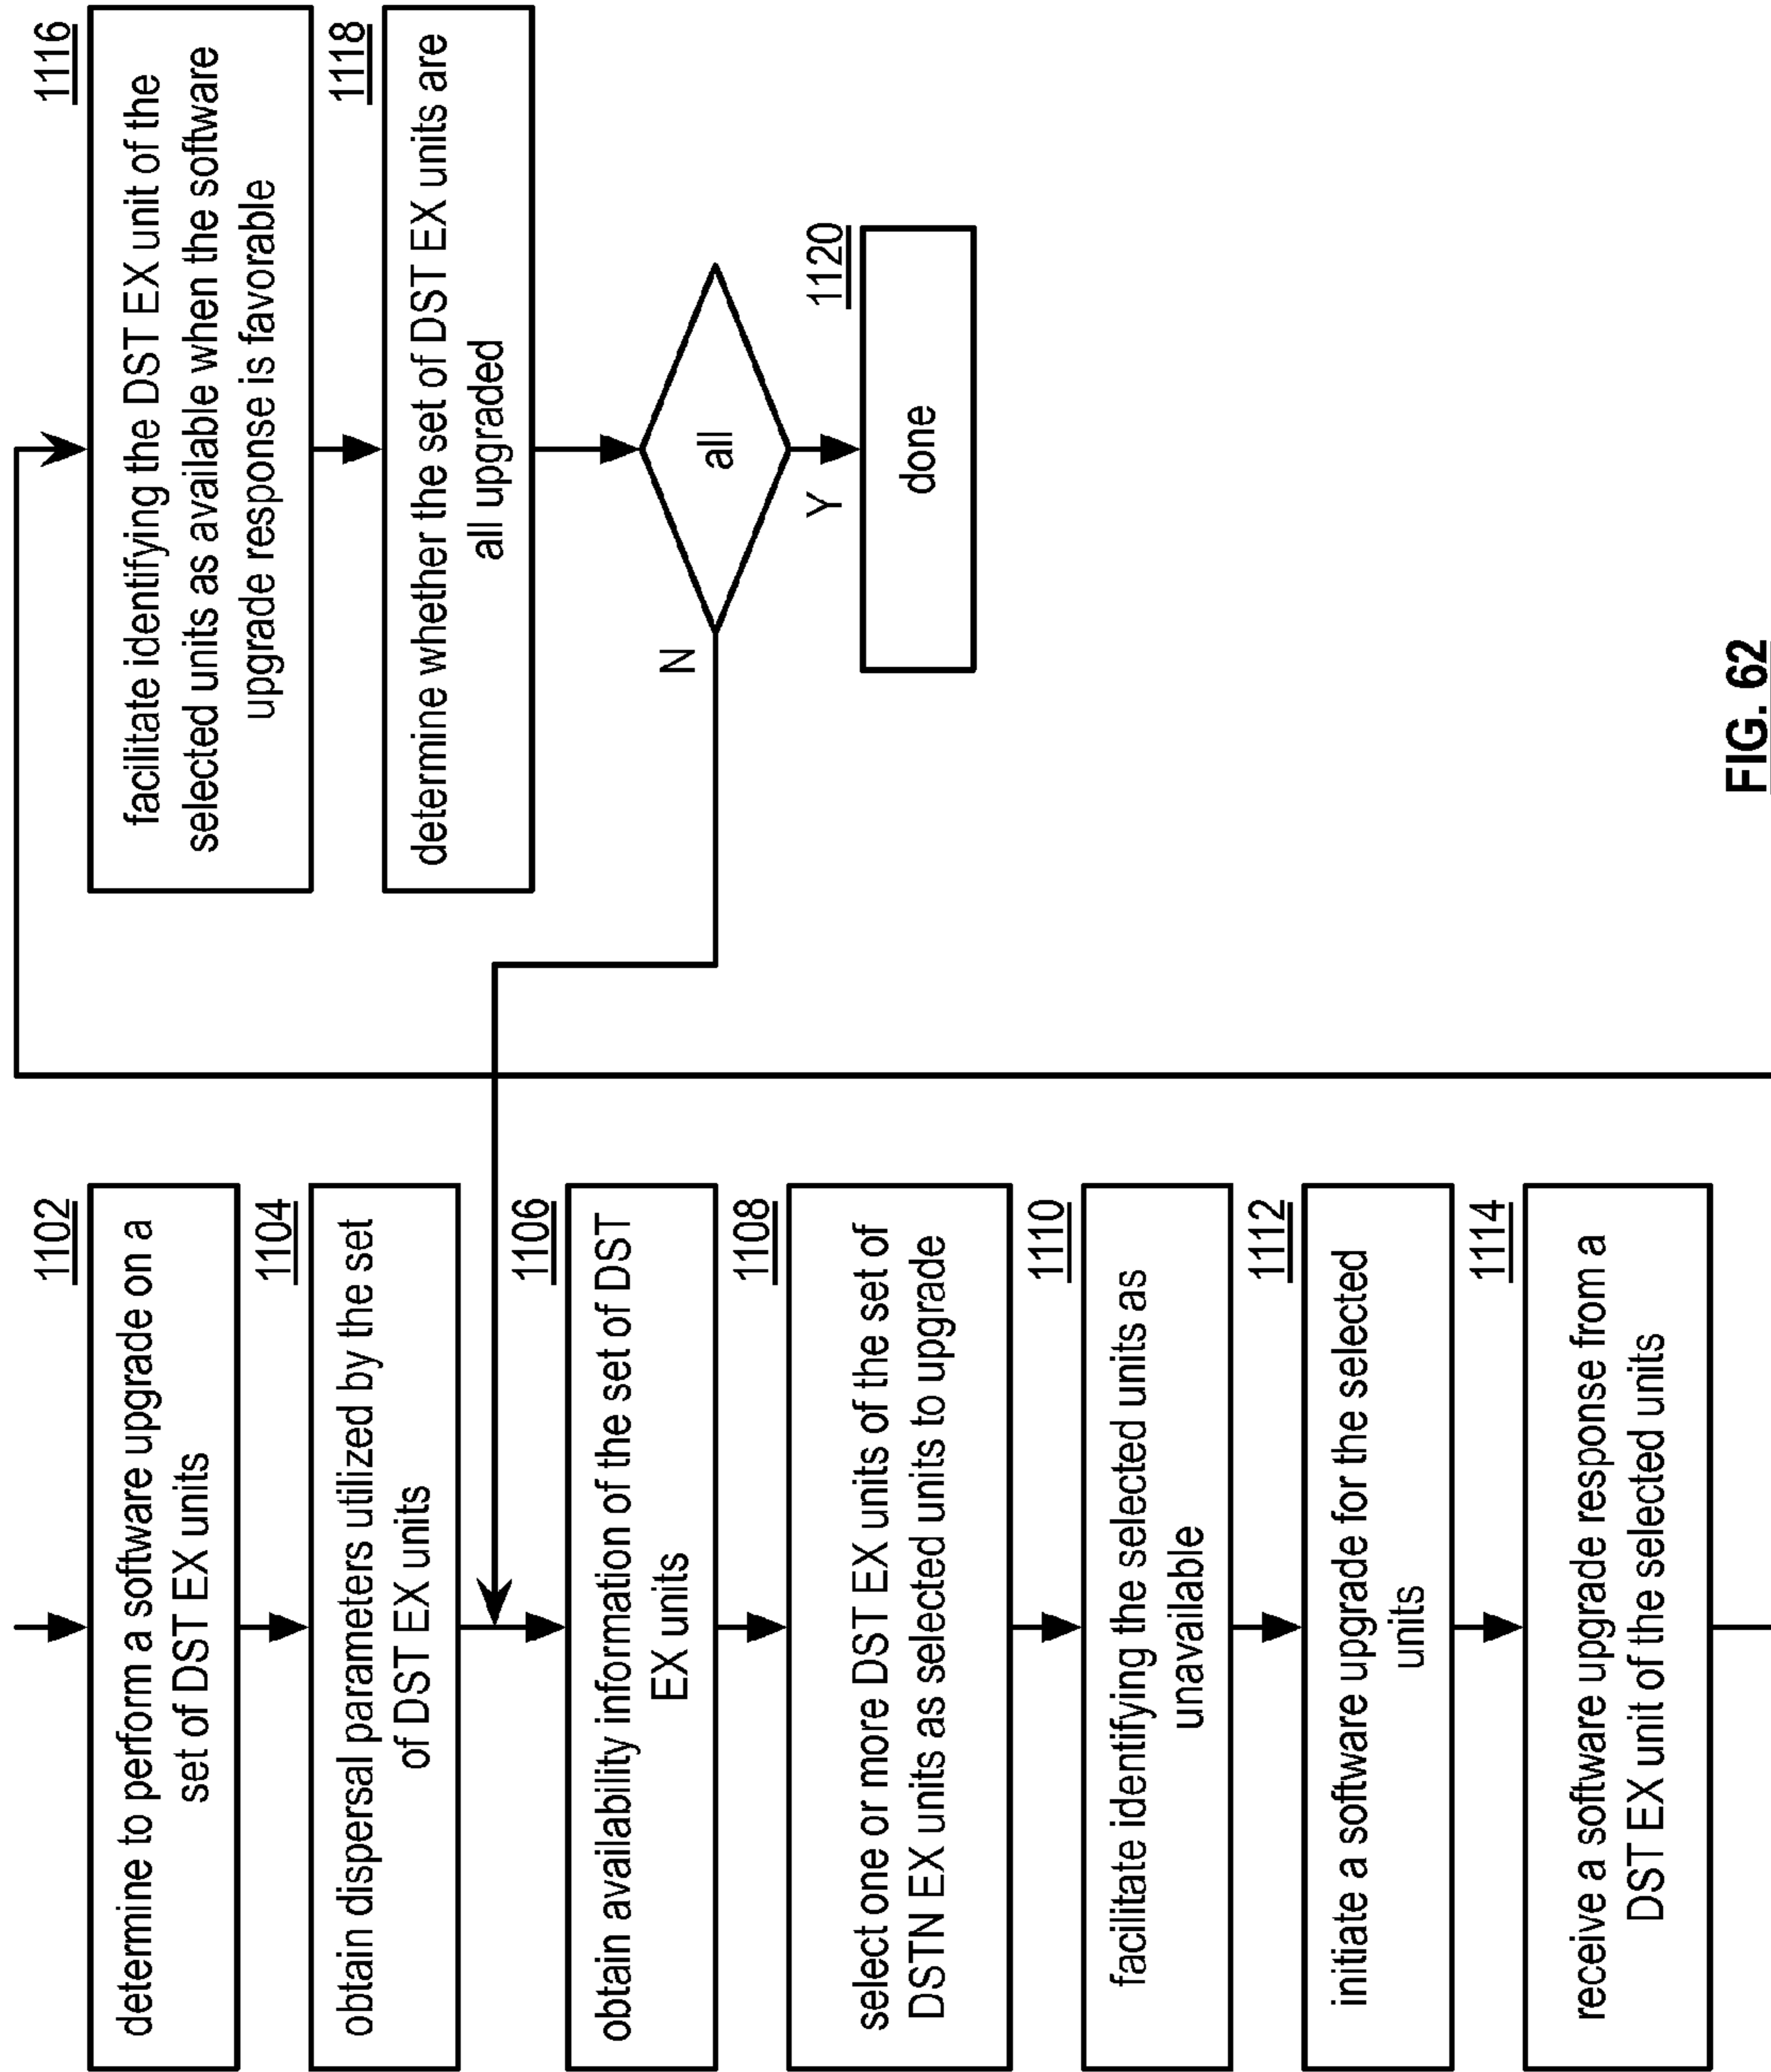 1102
determine to perform a software upgrade on a
set of DST EX units
1104
obtain dispersal parameters utilized by the set
of DST EX units
1106
obtain availability information of the set of DST
EX units
1108
select one or more DST EX units of the set of
DSTN EX units as selected units to upgrade
1110
facilitate identifying the selected units as
unavailable
1112
initiate a software upgrade for the selected
units
1114
receive a software upgrade response from a
DST EX unit of the selected units
1116
facilitate identifying the DST EX unit of the
selected units as available when the software
upgrade response is favorable
1118
determine whether the set of DST EX units are
all upgraded
all
N
Y
1120
done
FIG. 62